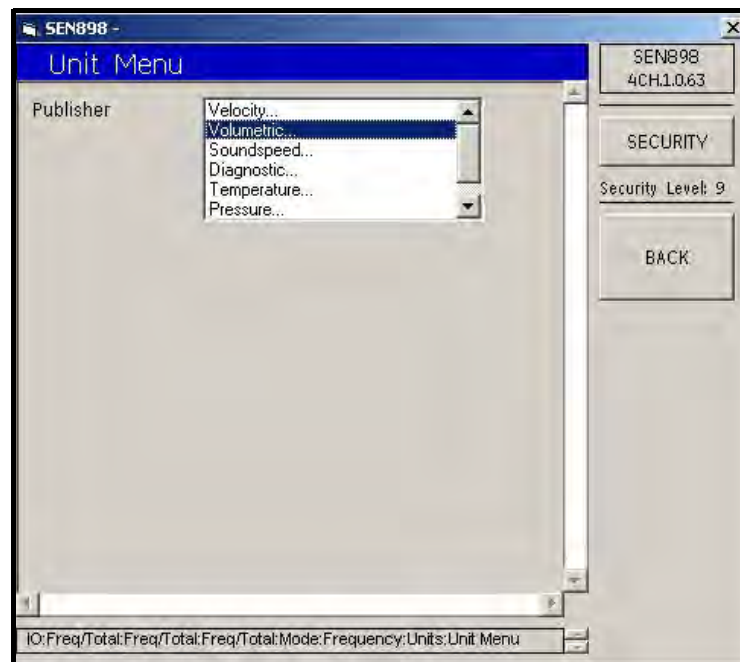 SEN898 -
Unit Menu
Publisher
Velocity...
Volumetric...
Soundspeed...
Diagnostic...
Temperature...
Pressure...
SEN898
4CH.1.0.63
SECURITY
Security Level: 9
BACK
IO:Freq/Total:Freq/Total:Freq/Total:Mode:Frequency:Units:Unit Menu